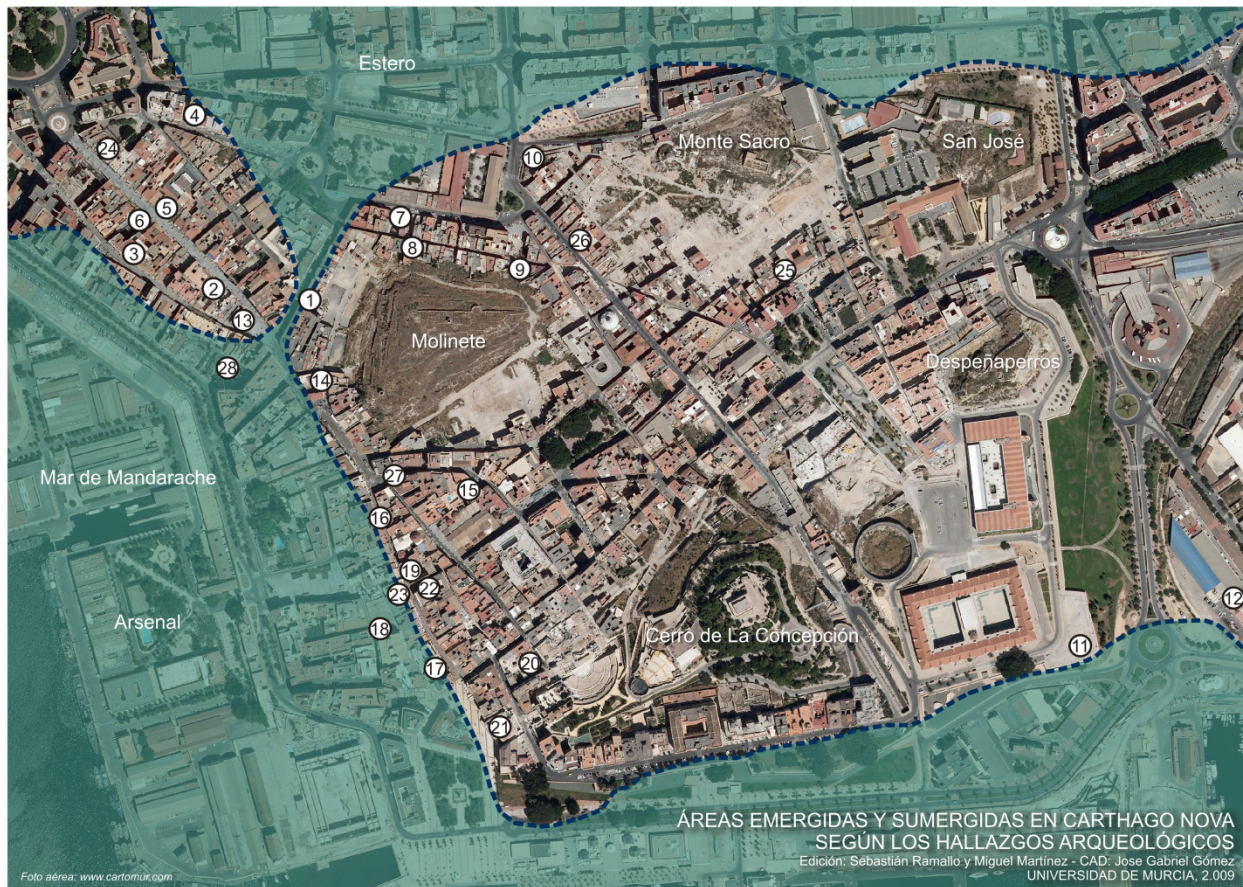 Estero
4
Monte Sacro
San José
24
10
5
7
6
26
8
3
9
25
2
1
13
Molinete
Despeñaperros
28
14
Mar de Mandarache
27
15
16
19
22
23
12
Arsenal
18
Cerro de La Concepción
11
20
17
21
ÁREAS EMERGIDAS Y SUMERGIDAS EN CARTHAGO NOVA
SEGÚN LOS HALLAZGOS ARQUEOLÓGICOS
Edición: Sebastián Ramallo y Miguel Martínez - CAD: Jose Gabriel Gómez
UNIVERSIDAD DE MURCIA, 2.009
Foto aérea: www.cartomur.com